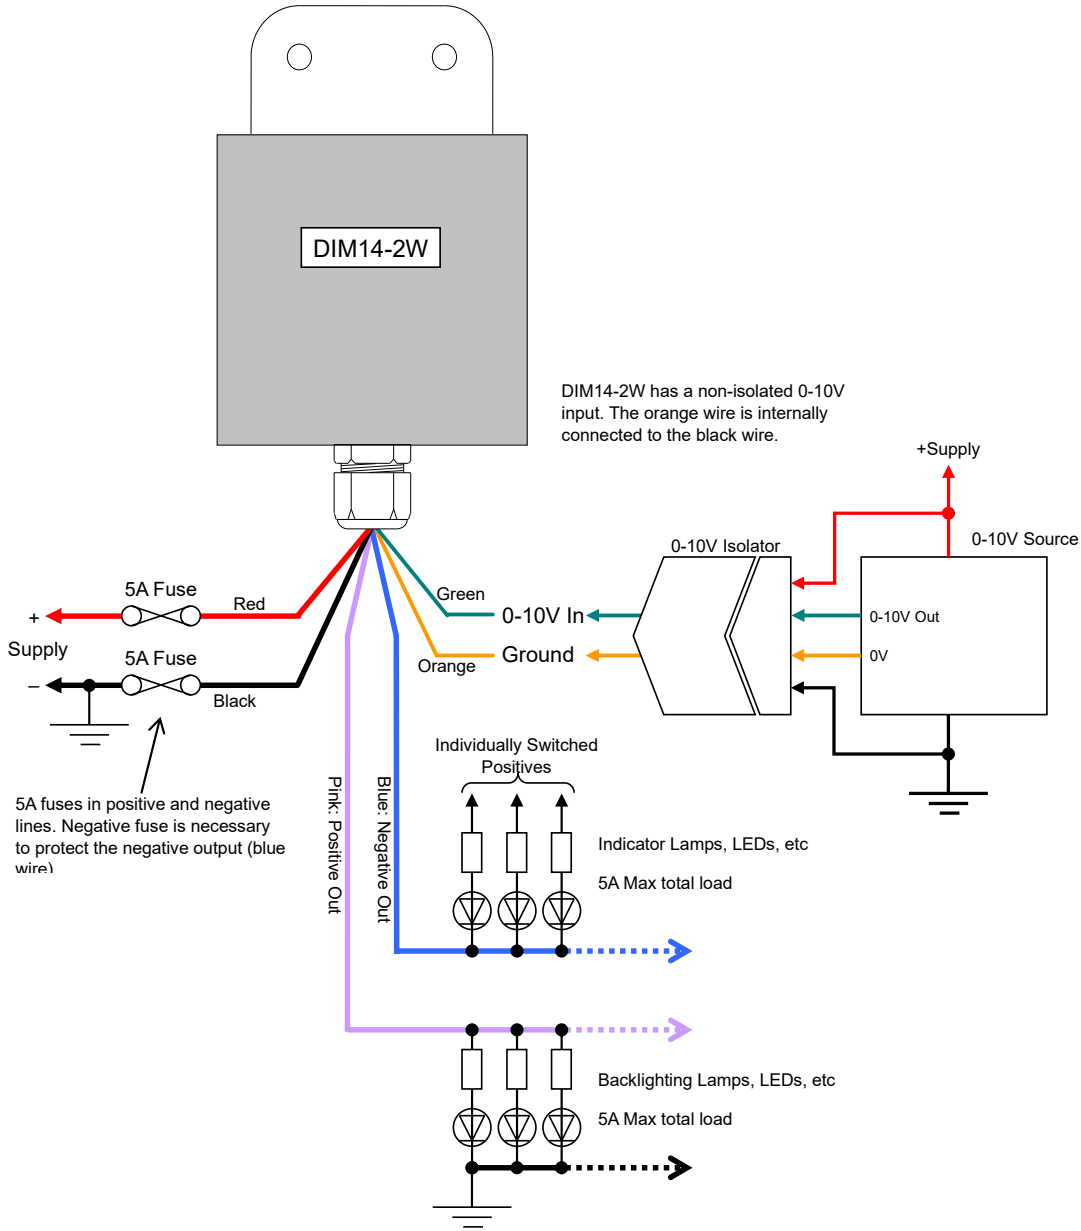 DIM14-2W
DIM14-2W has a non-isolated 0-10V
input. The orange wire is internally
connected to the black wire.
+Supply
0-10V Isolator
0-10V Source
5A Fuse
Red
Green
0-10V In
0-10V Out
+
Supply
5A Fuse
Orange
Ground
0V
–
Black
5A fuses in positive and negative
lines. Negative fuse is necessary
to protect the negative output (blue
wire)
Individually Switched
Positives
Pink: Positive Out
Blue: Negative Out
Indicator Lamps, LEDs, etc
5A Max total load
Backlighting Lamps, LEDs, etc
5A Max total load